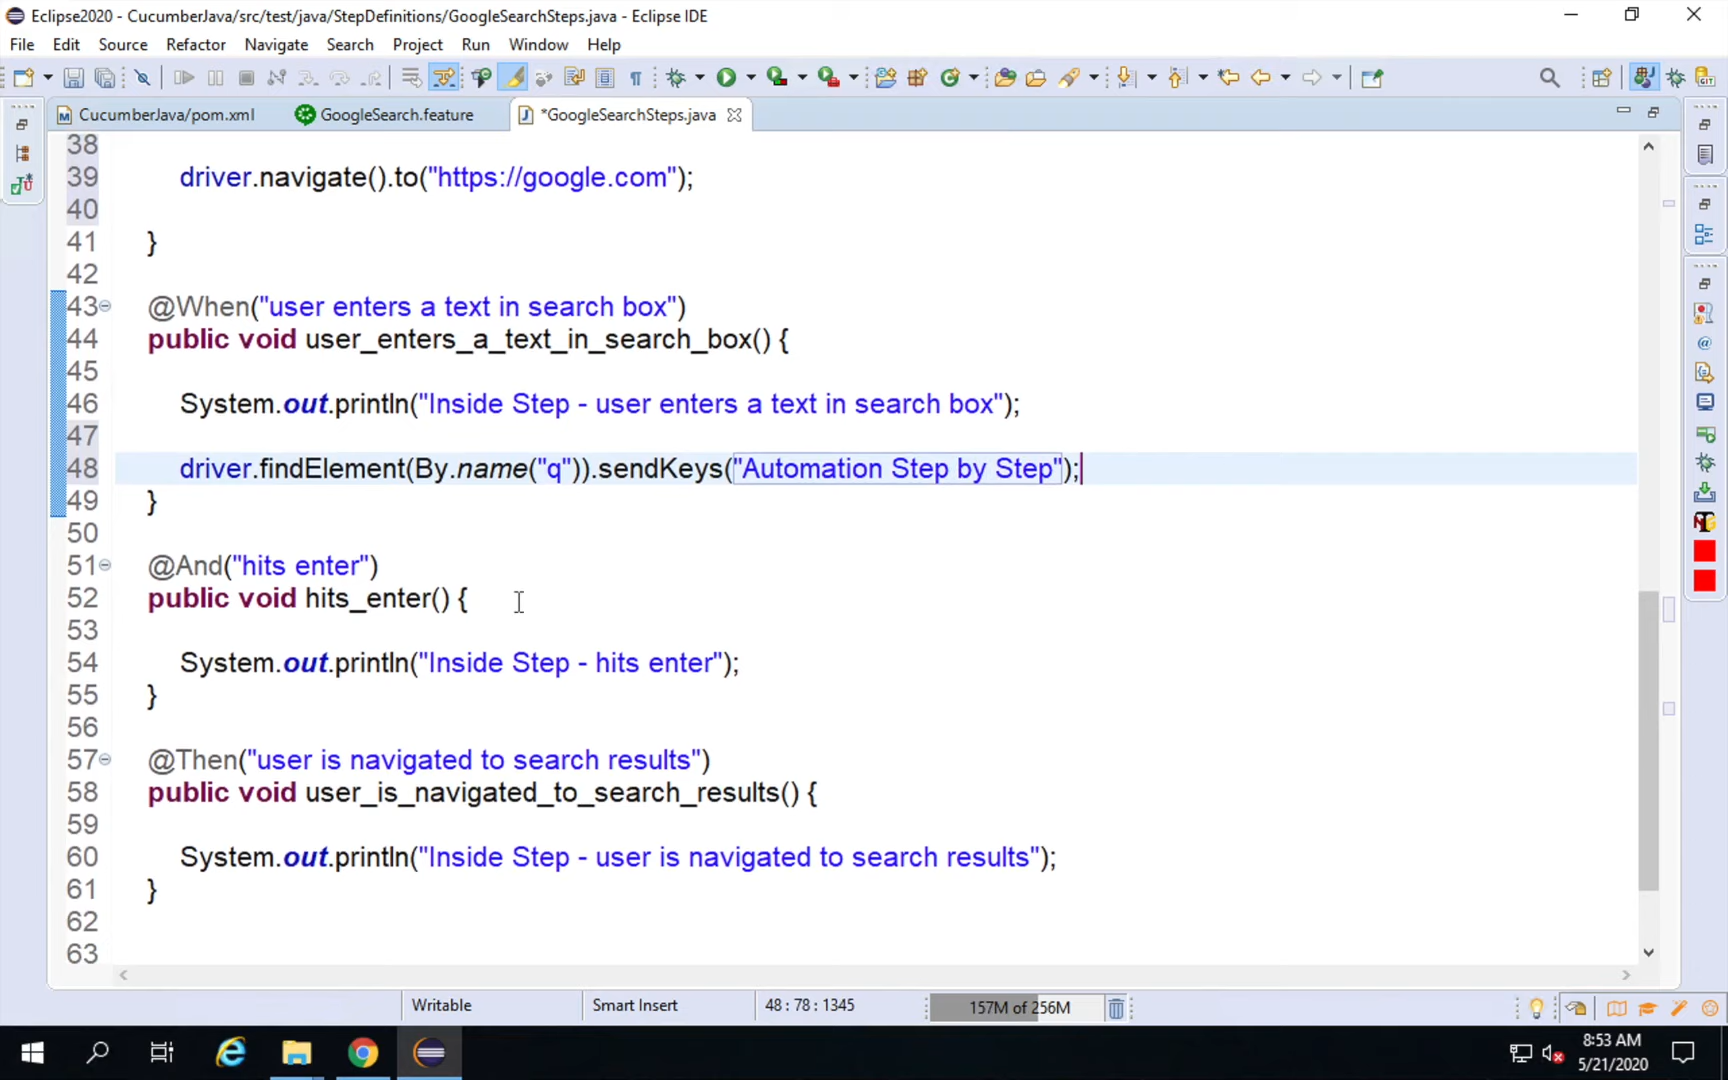 Eclipse2020 - CucumberJava/src/test/java/StepDefinitions/GoogleSearchSteps.java - Eclipse IDE
File Edit Source Refactor Navigate Search Project Run Window Help
CucumberJava/pom.xml GoogleSearch.feature *GoogleSearchSteps.java
38
39 driver.navigate().to("https://google.com");
40
41 }
42
43 @When("user enters a text in search box")
44 public void user_enters_a_text_in_search_box() {
45
46 System.out.println("Inside Step - user enters a text in search box");
47
48 driver.findElement(By.name("q")).sendKeys("Automation Step by Step");
49 }
50
51 @And("hits enter")
52 public void hits_enter() {
53
54 System.out.println("Inside Step - hits enter");
55 }
56
57 @Then("user is navigated to search results")
58 public void user_is_navigated_to_search_results() {
59
60 System.out.println("Inside Step - user is navigated to search results");
61 }
62
63
Writable Smart Insert 48 : 78 : 1345 157M of 256M
8:53 AM
5/21/2020